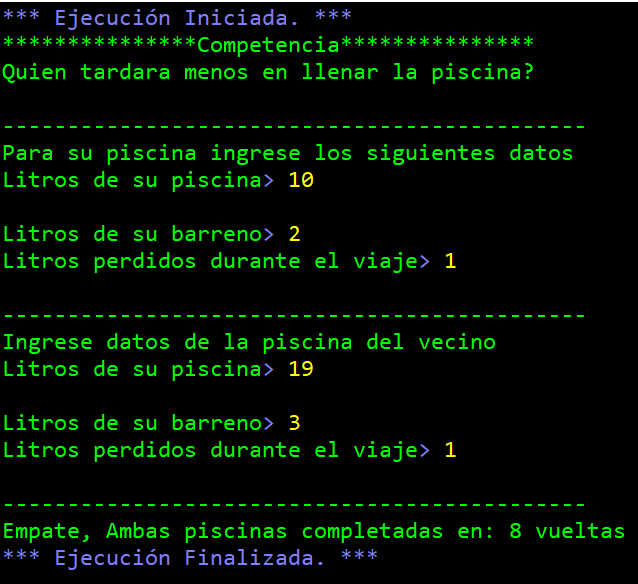 *** Ejecución Iniciada. ***
***************Competencia***************
Quien tardara menos en llenar la piscina?
---------------------------------------------
Para su piscina ingrese los siguientes datos
Litros de su piscina> 10
Litros de su barreno> 2
Litros perdidos durante el viaje> 1
---------------------------------------------
Ingrese datos de la piscina del vecino
Litros de su piscina> 19
Litros de su barreno> 3
Litros perdidos durante el viaje> 1
---------------------------------------------
Empate, Ambas piscinas completadas en: 8 vueltas
*** Ejecución Finalizada. ***